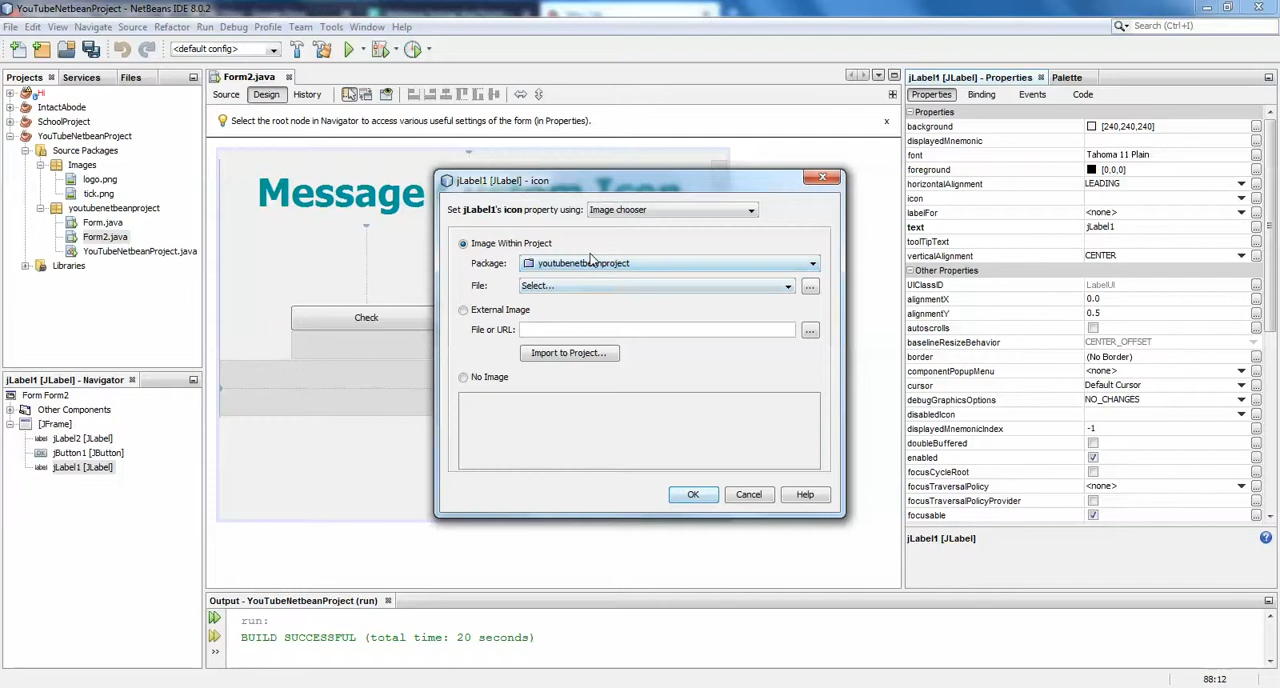 YouTubeNetbeanProject - NetBeans IDE 8.0.2
File Edit View Navigate Source Refactor Run Debug Profile Team Tools Window Help
Search (Ctrl+I)
<default config>
Projects Services Files
Hi
IntactAbode
SchoolProject
YouTubeNetbeanProject
Source Packages
Images
logo.png
tick.png
youtubenetbeanproject
Form.java
Form2.java
YouTubeNetbeanProject.java
Libraries
jLabel1 [JLabel] - Navigator
Form Form2
Other Components
[JFrame]
jLabel2 [JLabel]
jButton1 [JButton]
jLabel1 [JLabel]
Form2.java
Source Design History
Select the root node in Navigator to access various useful settings of the form (in Properties).
Message
Icon
Check
jLabel1 [JLabel] - icon
Set jLabel1's icon property using: Image chooser
Image Within Project
Package: youtubenetbeanproject
File: Select...
External Image
File or URL:
Import to Project...
No Image
OK Cancel Help
Output - YouTubeNetbeanProject (run)
run:
BUILD SUCCESSFUL (total time: 20 seconds)
jLabel1 [JLabel] - Properties Palette
Properties Binding Events Code
Properties
background [240,240,240]
displayedMnemonic
font Tahoma 11 Plain
foreground [0,0,0]
horizontalAlignment LEADING
icon
labelFor <none>
text jLabel1
toolTipText
verticalAlignment CENTER
Other Properties
UIClassID LabelUI
alignmentX 0.0
alignmentY 0.5
autoscrolls
baselineResizeBehavior CENTER_OFFSET
border (No Border)
componentPopupMenu <none>
cursor Default Cursor
debugGraphicsOptions NO_CHANGES
disabledIcon
displayedMnemonicIndex -1
doubleBuffered
enabled
focusCycleRoot
focusTraversalPolicy <none>
focusTraversalPolicyProvider
focusable
jLabel1 [JLabel]
88:12